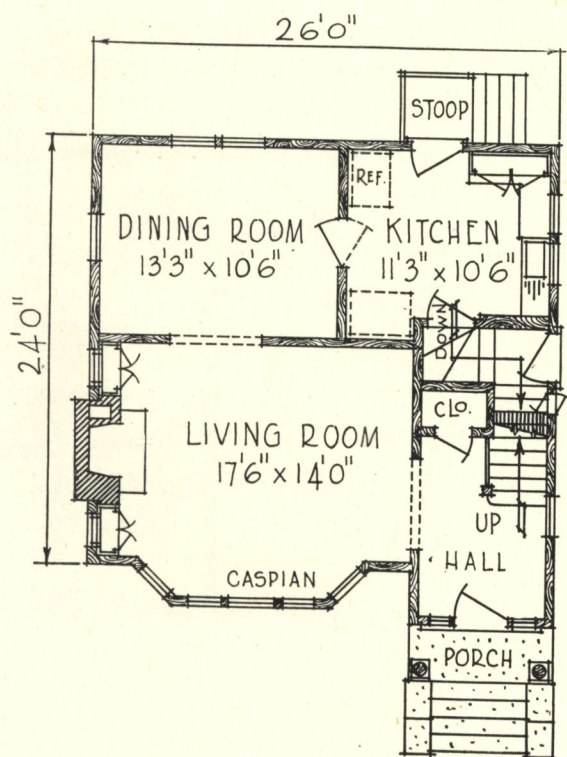 26'0"
STOOP
REF.
DINING ROOM
13'3" x 10'6"
KITCHEN
11'3" x 10'6"
24'0"
DOWN
CLO.
LIVING ROOM
17'6" x 14'0"
UP
HALL
CASPIAN
PORCH